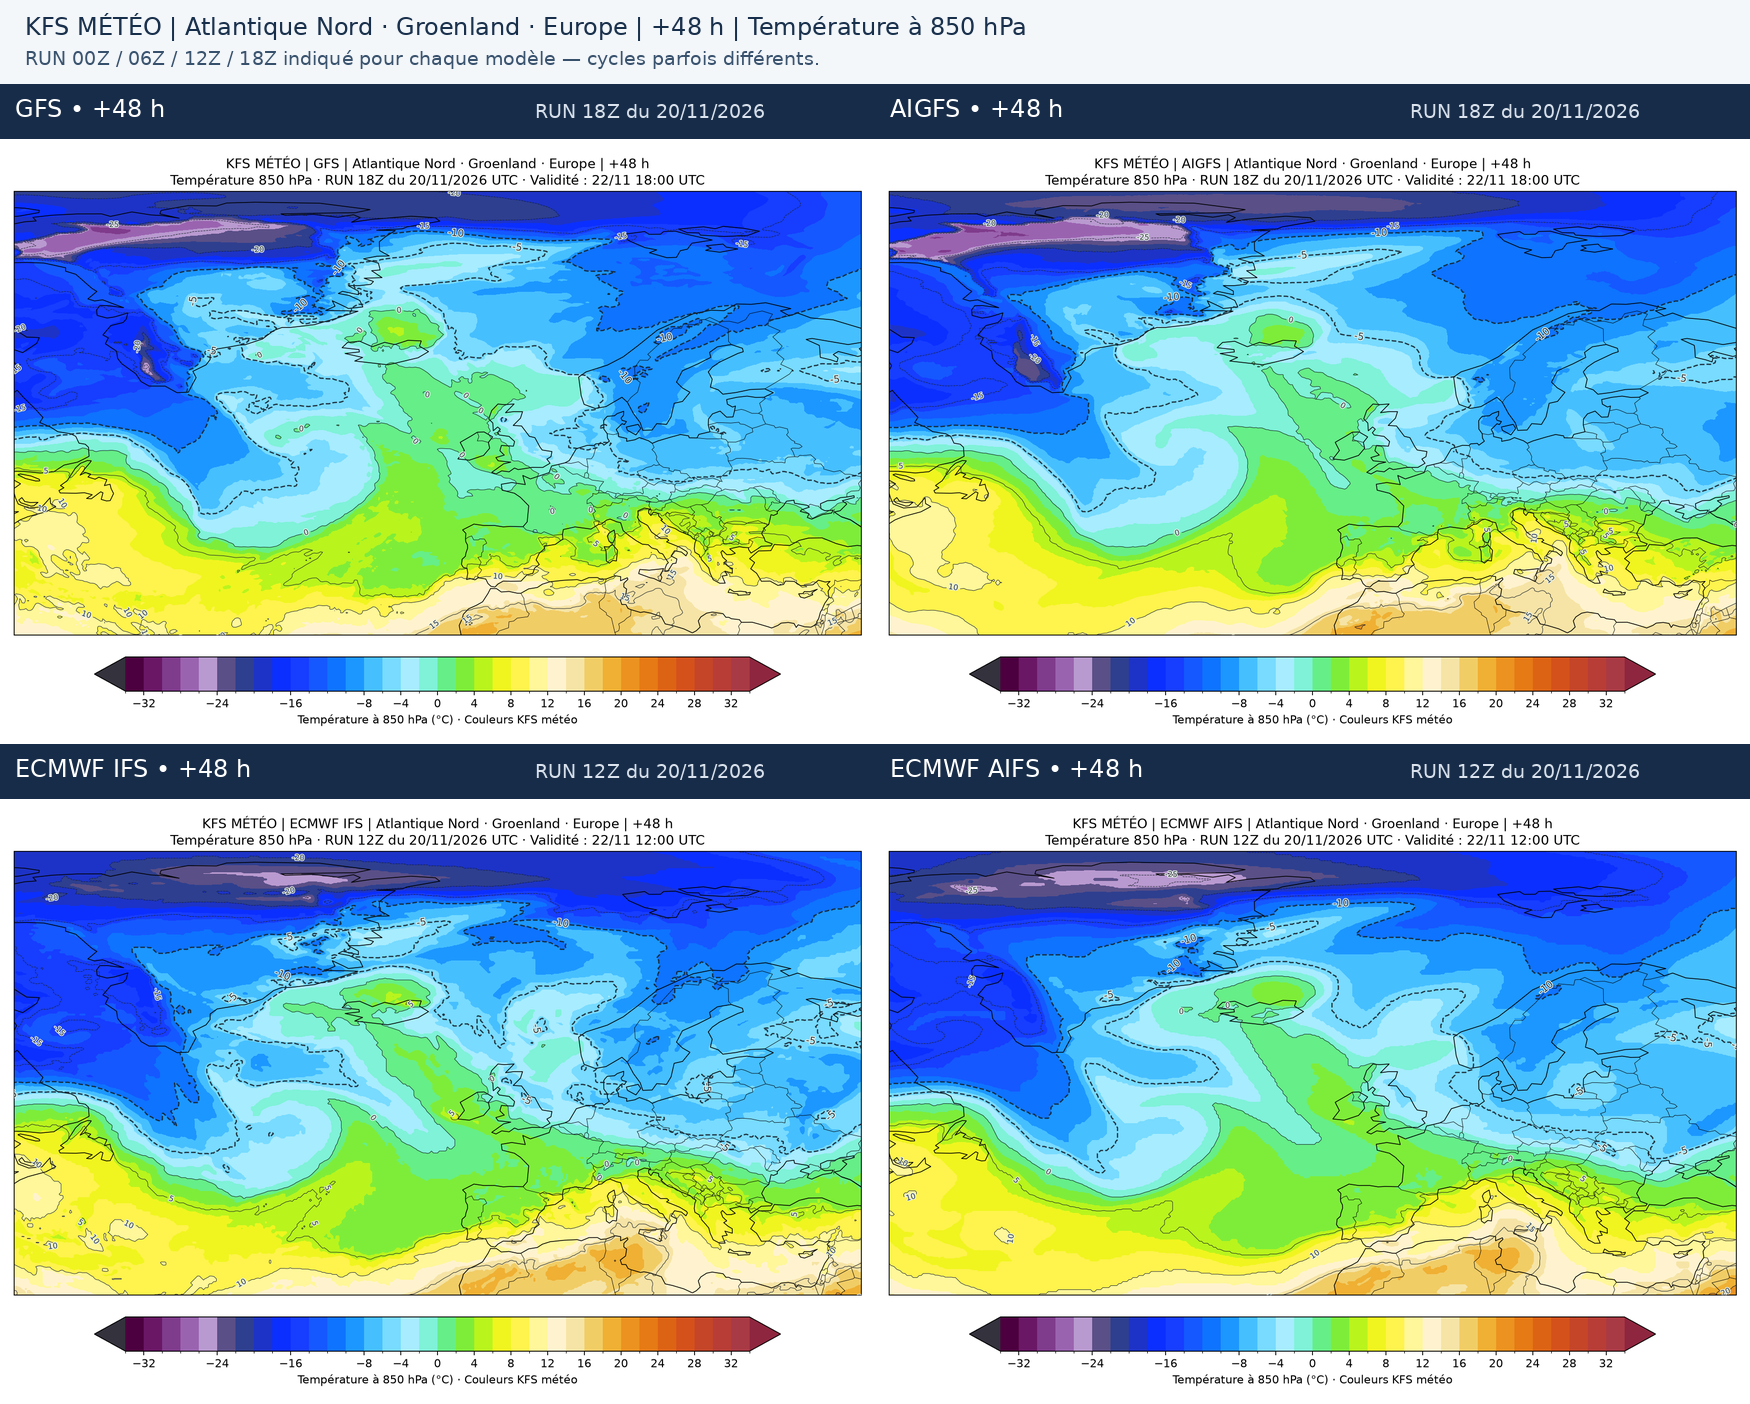 KFS MÉTÉO | Atlantique Nord · Groenland · Europe | +48 h | Température à 850 hPa
RUN 00Z / 06Z / 12Z / 18Z indiqué pour chaque modèle — cycles parfois différents.
GFS • +48 h
RUN 18Z du 20/11/2026
AIGFS • +48 h
RUN 18Z du 20/11/2026
KFS MÉTÉO | GFS | Atlantique Nord · Groenland · Europe | +48 h
Température 850 hPa · RUN 18Z du 20/11/2026 UTC · Validité : 22/11 18:00 UTC
KFS MÉTÉO | AIGFS | Atlantique Nord · Groenland · Europe | +48 h
Température 850 hPa · RUN 18Z du 20/11/2026 UTC · Validité : 22/11 18:00 UTC
−32 −24 −16 −8 −4 0 4 8 12 16 20 24 28 32
Température à 850 hPa (°C) · Couleurs KFS météo
−32 −24 −16 −8 −4 0 4 8 12 16 20 24 28 32
Température à 850 hPa (°C) · Couleurs KFS météo
ECMWF IFS • +48 h
RUN 12Z du 20/11/2026
ECMWF AIFS • +48 h
RUN 12Z du 20/11/2026
KFS MÉTÉO | ECMWF IFS | Atlantique Nord · Groenland · Europe | +48 h
Température 850 hPa · RUN 12Z du 20/11/2026 UTC · Validité : 22/11 12:00 UTC
KFS MÉTÉO | ECMWF AIFS | Atlantique Nord · Groenland · Europe | +48 h
Température 850 hPa · RUN 12Z du 20/11/2026 UTC · Validité : 22/11 12:00 UTC
−32 −24 −16 −8 −4 0 4 8 12 16 20 24 28 32
Température à 850 hPa (°C) · Couleurs KFS météo
−32 −24 −16 −8 −4 0 4 8 12 16 20 24 28 32
Température à 850 hPa (°C) · Couleurs KFS météo